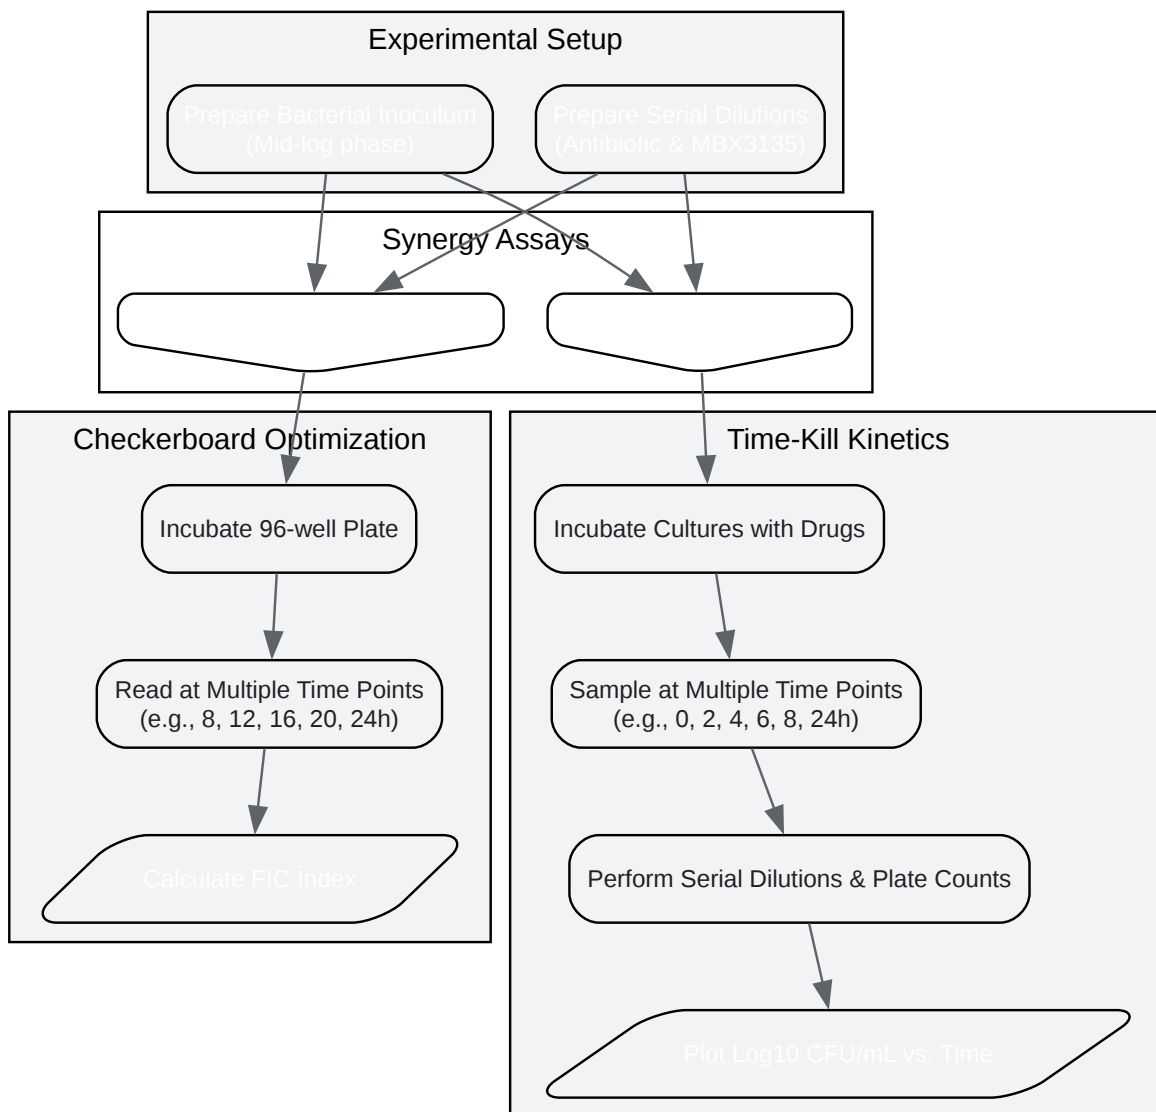 Experimental Setup
Prepare Bacterial Inoculum
(Mid-log phase)
Prepare Serial Dilutions
(Antibiotic & MBX3135)
Synergy Assays
Checkerboard Optimization
Incubate 96-well Plate
Read at Multiple Time Points
(e.g., 8, 12, 16, 20, 24h)
Calculate FIC Index
Time-Kill Kinetics
Incubate Cultures with Drugs
Sample at Multiple Time Points
(e.g., 0, 2, 4, 6, 8, 24h)
Perform Serial Dilutions & Plate Counts
Plot Log10 CFU/mL vs. Time